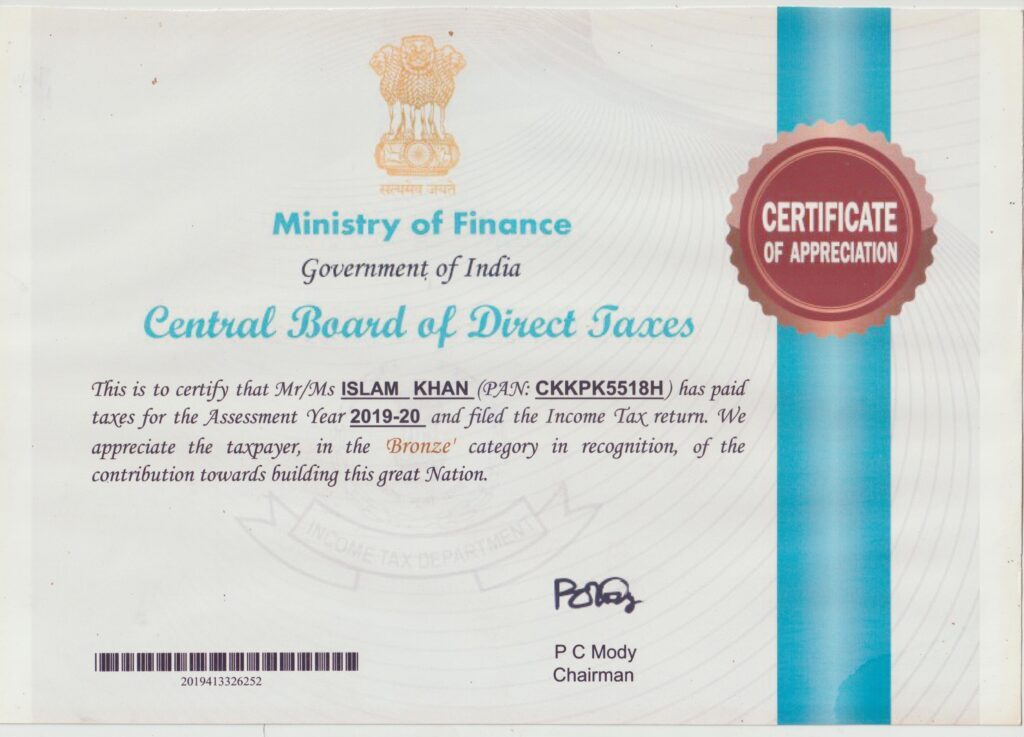 सत्यमेव जयते
Ministry of Finance
Government of India
Central Board of Direct Taxes
CERTIFICATE
OF APPRECIATION
This is to certify that Mr/Ms ISLAM KHAN (PAN: CKKPK5518H) has paid
taxes for the Assessment Year 2019-20 and filed the Income Tax return. We
appreciate the taxpayer, in the 'Bronze' category in recognition, of the
contribution towards building this great Nation.
INCOME TAX DEPARTMENT
P C Mody
Chairman
2019413326252